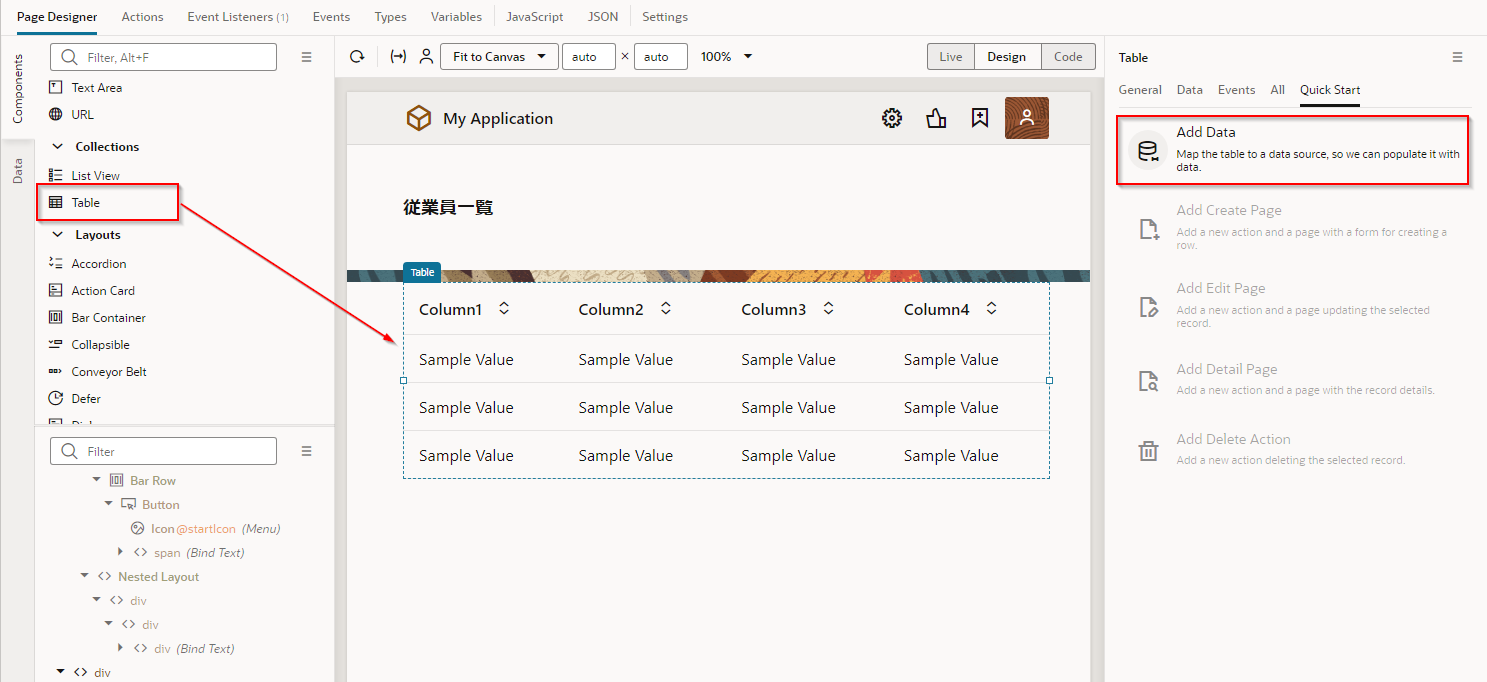 Page Designer
Actions
Event Listeners (1)
Events
Types
Variables
JavaScript
JSON
Settings
Components
Data
Filter, Alt+F
Text Area
URL
Collections
List View
Table
Layouts
Accordion
Action Card
Bar Container
Collapsible
Conveyor Belt
Defer
Filter
Bar Row
Button
Icon@startIcon (Menu)
span (Bind Text)
Nested Layout
div
div
div (Bind Text)
div
Fit to Canvas
auto
×
auto
100%
Live
Design
Code
My Application
従業員一覧
Table
Column1 Column2 Column3 Column4
Sample Value Sample Value Sample Value Sample Value
Sample Value Sample Value Sample Value Sample Value
Sample Value Sample Value Sample Value Sample Value
Table
General
Data
Events
All
Quick Start
Add Data
Map the table to a data source, so we can populate it with
data.
Add Create Page
Add a new action and a page with a form for creating a
row.
Add Edit Page
Add a new action and a page updating the selected
record.
Add Detail Page
Add a new action and a page with the record details.
Add Delete Action
Add a new action deleting the selected record.